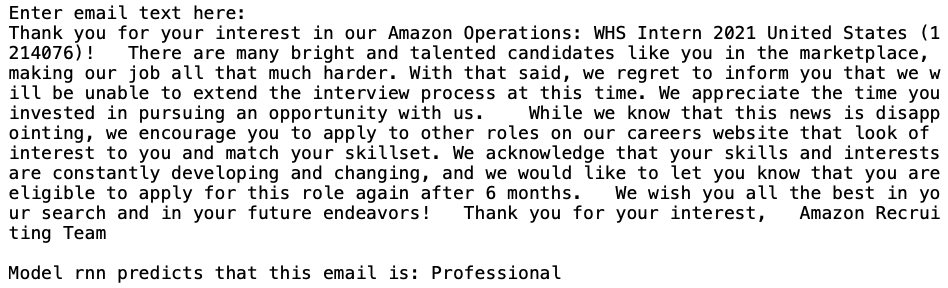 Enter email text here:
Thank you for your interest in our Amazon Operations: WHS Intern 2021 United States (1
214076)!   There are many bright and talented candidates like you in the marketplace,
making our job all that much harder. With that said, we regret to inform you that we w
ill be unable to extend the interview process at this time. We appreciate the time you
invested in pursuing an opportunity with us.    While we know that this news is disapp
ointing, we encourage you to apply to other roles on our careers website that look of
interest to you and match your skillset. We acknowledge that your skills and interests
are constantly developing and changing, and we would like to let you know that you are
eligible to apply for this role again after 6 months.   We wish you all the best in yo
ur search and in your future endeavors!   Thank you for your interest,   Amazon Recrui
ting Team

Model rnn predicts that this email is: Professional